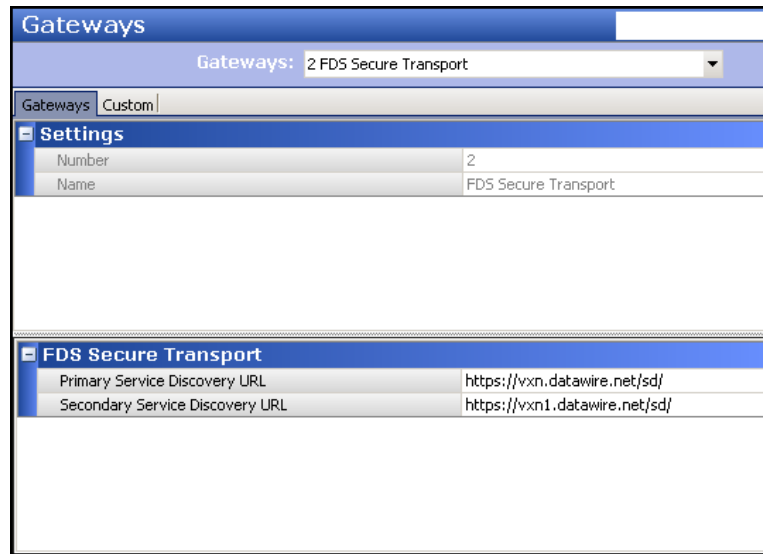 Gateways
Gateways: 2 FDS Secure Transport
Gateways Custom
Settings
Number 2
Name FDS Secure Transport
FDS Secure Transport
Primary Service Discovery URL https://vxn.datawire.net/sd/
Secondary Service Discovery URL https://vxn1.datawire.net/sd/